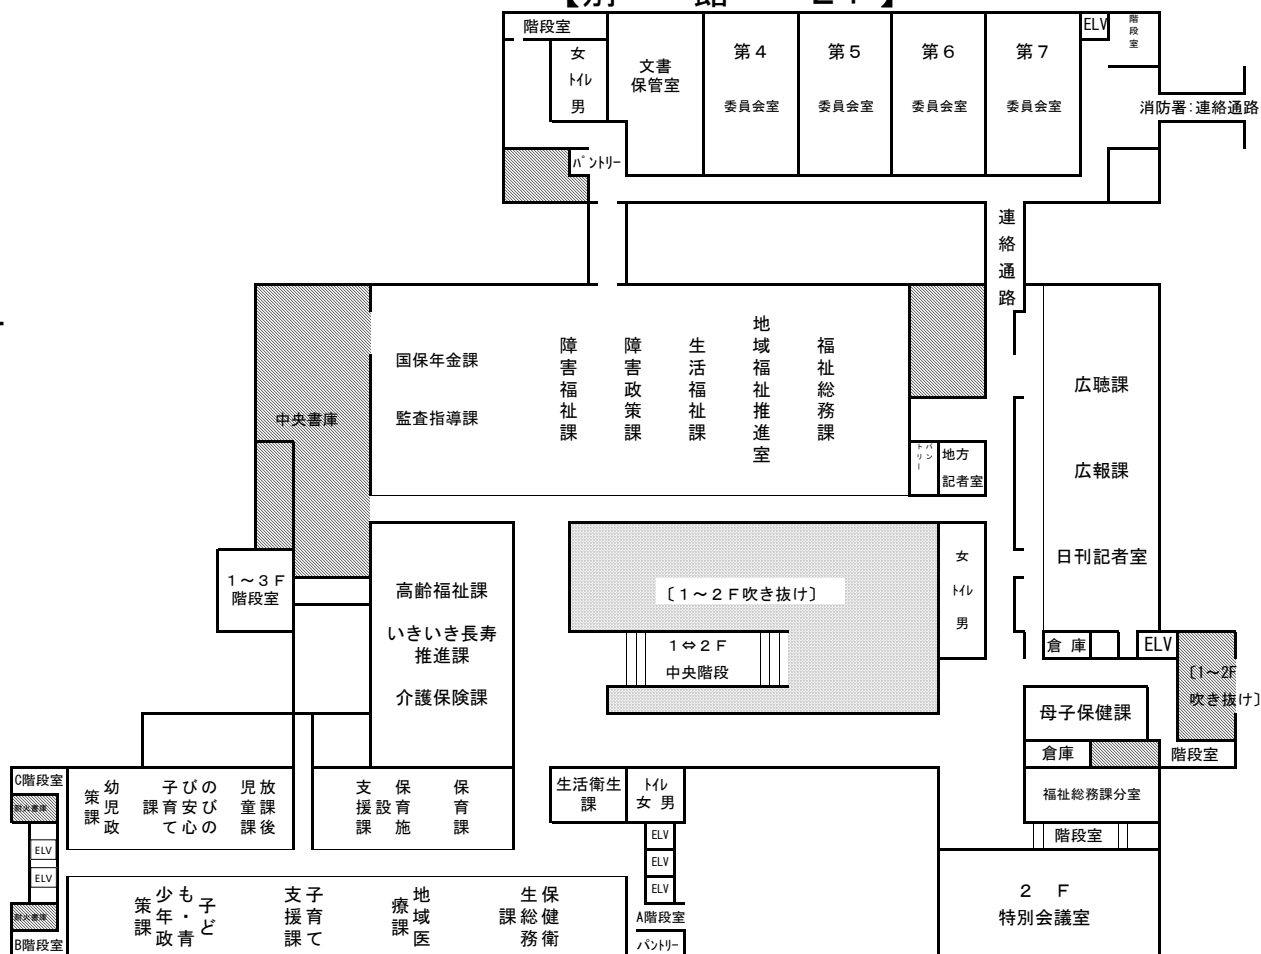 【別 館 2F】
階段室
女
ﾄｲﾚ
男
文書
保管室
第４
委員会室
第５
委員会室
第６
委員会室
第７
委員会室
ELV
階段室
消防署:連絡通路
ﾊﾟﾝﾄﾘｰ
連絡通路
中央書庫
国保年金課
監査指導課
障害福祉課
障害政策課
生活福祉課
地域福祉推進室
福祉総務課
パントリー
地方
記者室
広聴課
広報課
日刊記者室
１～３Ｆ
階段室
高齢福祉課
いきいき長寿
推進課
介護保険課
〔１～２Ｆ吹き抜け〕
１⇔２Ｆ
中央階段
女
ﾄｲﾚ
男
倉 庫
ELV
〔1～2F
吹き抜け〕
母子保健課
倉庫
階段室
福祉総務課分室
階段室
２ Ｆ
特別会議室
C階段室
耐火書庫
ELV
ELV
耐火書庫
B階段室
幼児政
策課
のびのび
安心の子育て課
放課後
児童課
保育施
設支援課
保育課
生活衛生
課
ﾄｲﾚ
女 男
ELV
ELV
ELV
A階段室
ﾊﾟﾝﾄﾘｰ
子ども・青
少年政
策課
子育て
支援課
地域医
療課
保健衛
生総務
課